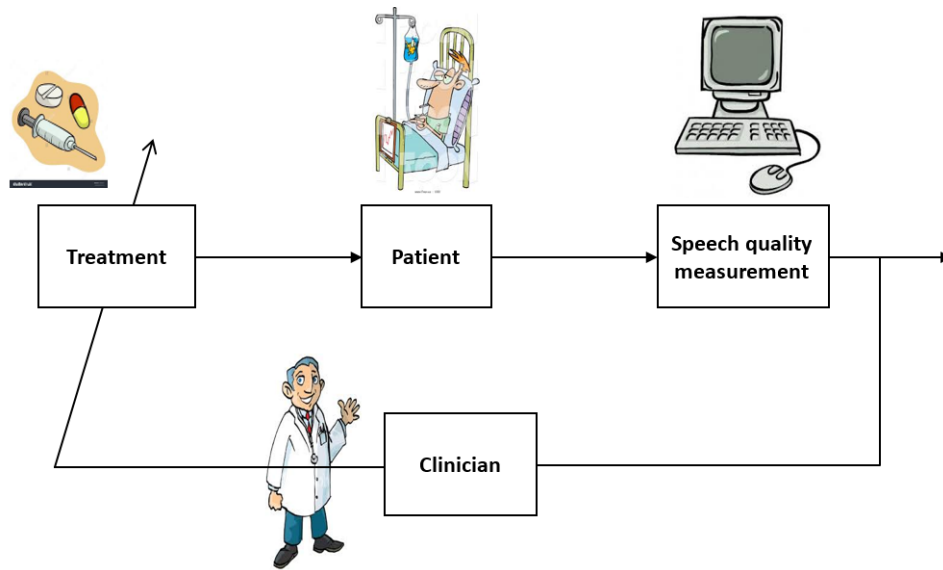 Treatment
Patient
Speech quality
measurement
Clinician